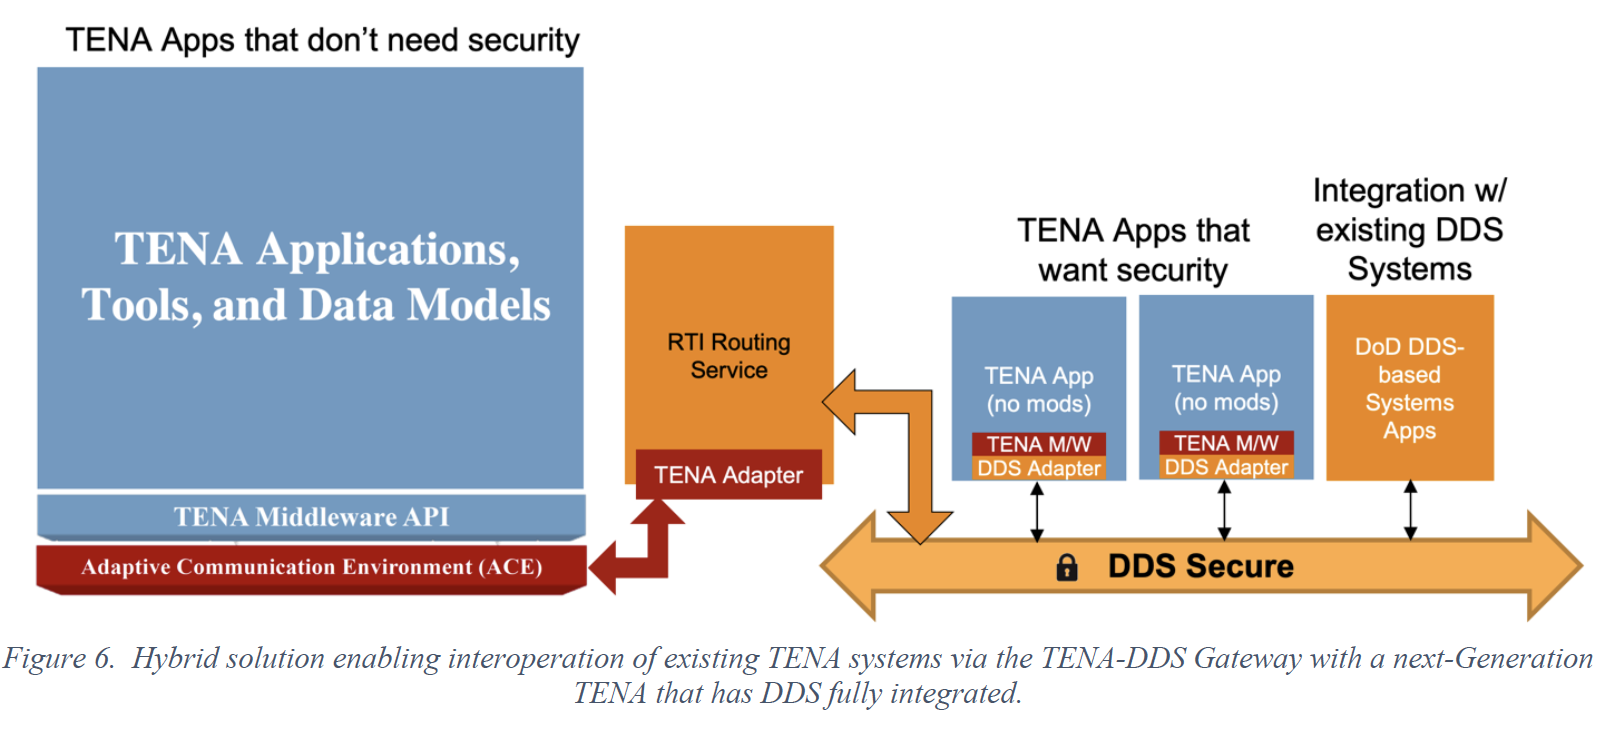 TENA Apps that don’t need security
TENA Applications,
Tools, and Data Models
TENA Middleware API
Adaptive Communication Environment (ACE)
RTI Routing
Service
TENA Adapter
TENA Apps that
want security
TENA App
(no mods)
TENA M/W
DDS Adapter
TENA App
(no mods)
TENA M/W
DDS Adapter
Integration w/
existing DDS
Systems
DoD DDS-
based
Systems
Apps
DDS Secure
Figure 6.  Hybrid solution enabling interoperation of existing TENA systems via the TENA-DDS Gateway with a next-Generation
TENA that has DDS fully integrated.